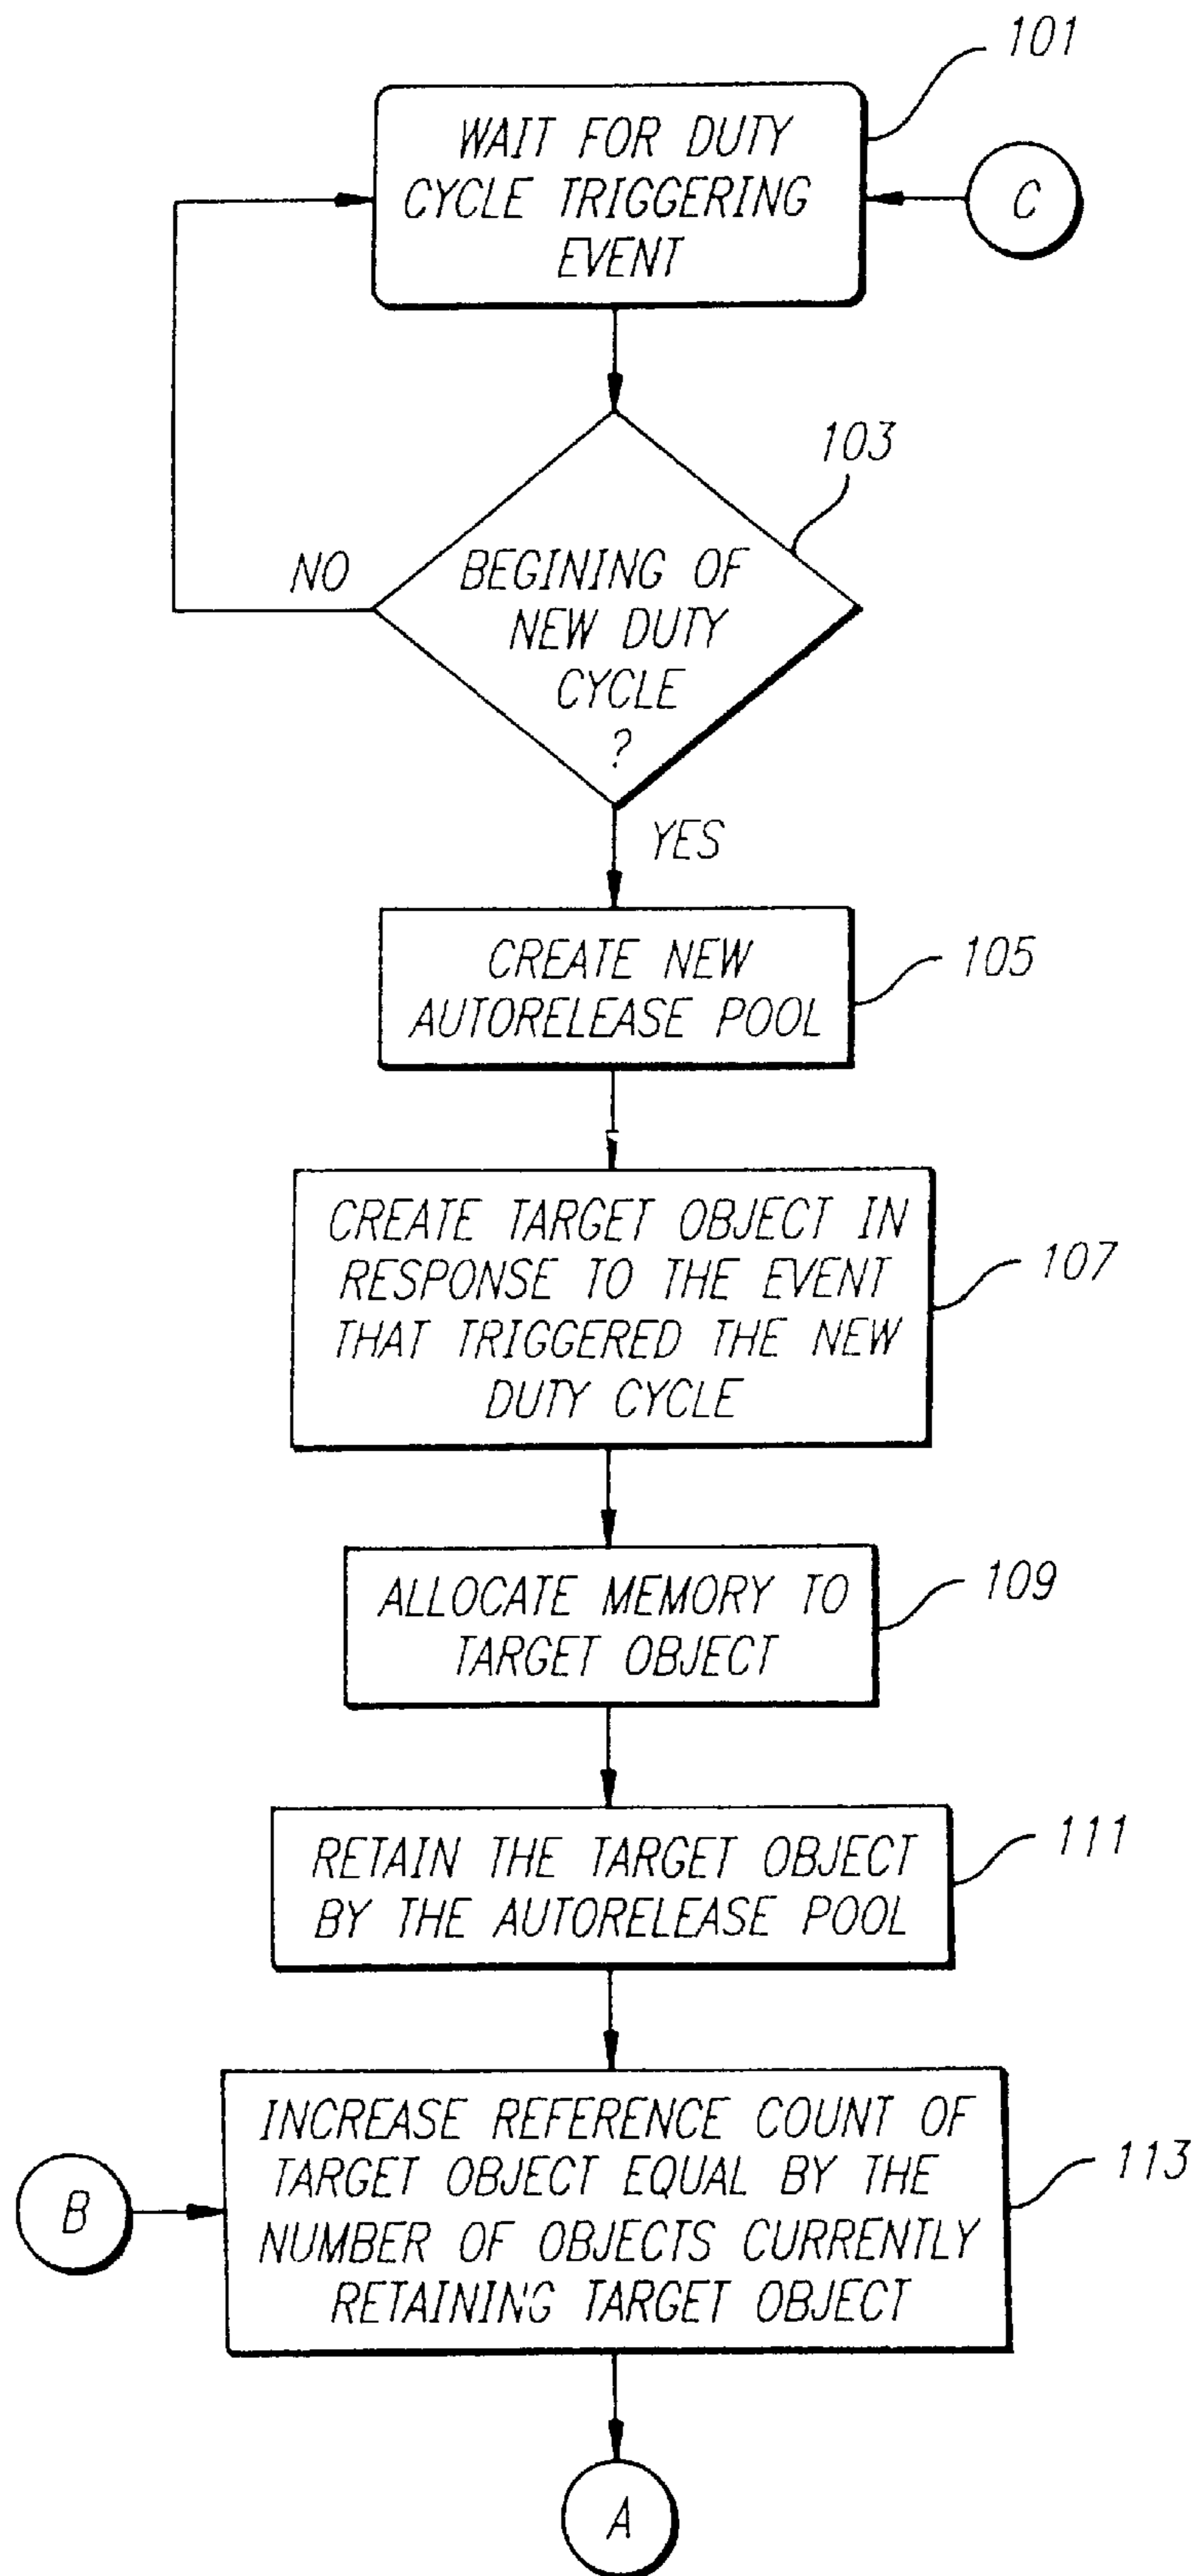 101
WAIT FOR DUTY
CYCLE TRIGGERING
EVENT
C
103
NO
BEGINING OF
NEW DUTY
CYCLE
?
YES
CREATE NEW
AUTORELEASE POOL
105
CREATE TARGET OBJECT IN
RESPONSE TO THE EVENT
THAT TRIGGERED THE NEW
DUTY CYCLE
107
ALLOCATE MEMORY TO
TARGET OBJECT
109
RETAIN THE TARGET OBJECT
BY THE AUTORELEASE POOL
111
INCREASE REFERENCE COUNT OF
TARGET OBJECT EQUAL BY THE
NUMBER OF OBJECTS CURRENTLY
RETAINING TARGET OBJECT
113
B
A